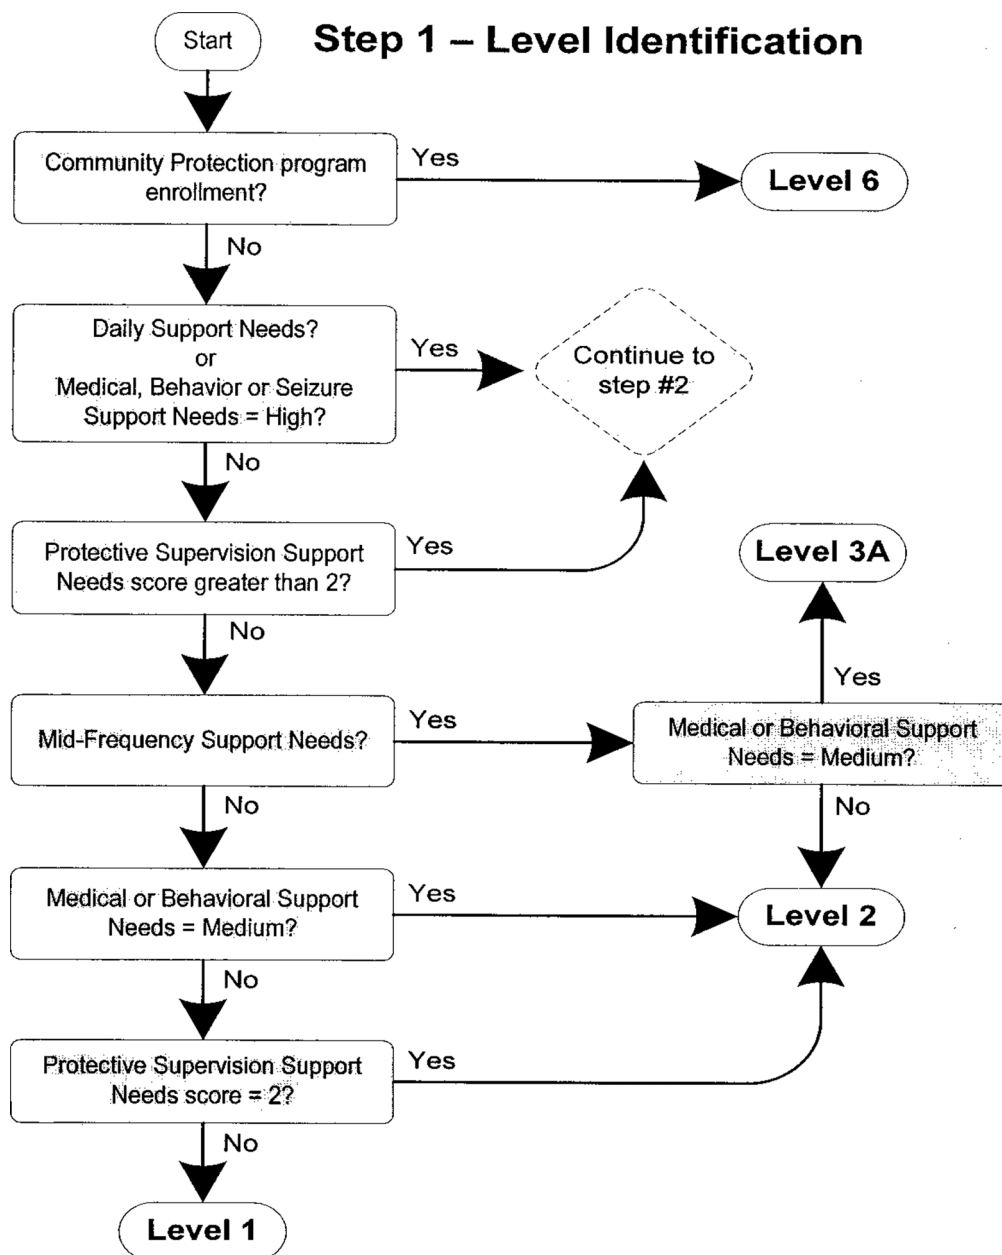 Start
Step 1 – Level Identification
Community Protection program
enrollment?
Yes
Level 6
No
Daily Support Needs?
or
Medical, Behavior or Seizure
Support Needs = High?
Yes
Continue to
step #2
No
Protective Supervision Support
Needs score greater than 2?
Yes
Level 3A
No
Yes
Mid-Frequency Support Needs?
Yes
Medical or Behavioral Support
Needs = Medium?
No
No
Medical or Behavioral Support
Needs = Medium?
Yes
Level 2
No
Protective Supervision Support
Needs score = 2?
Yes
No
Level 1